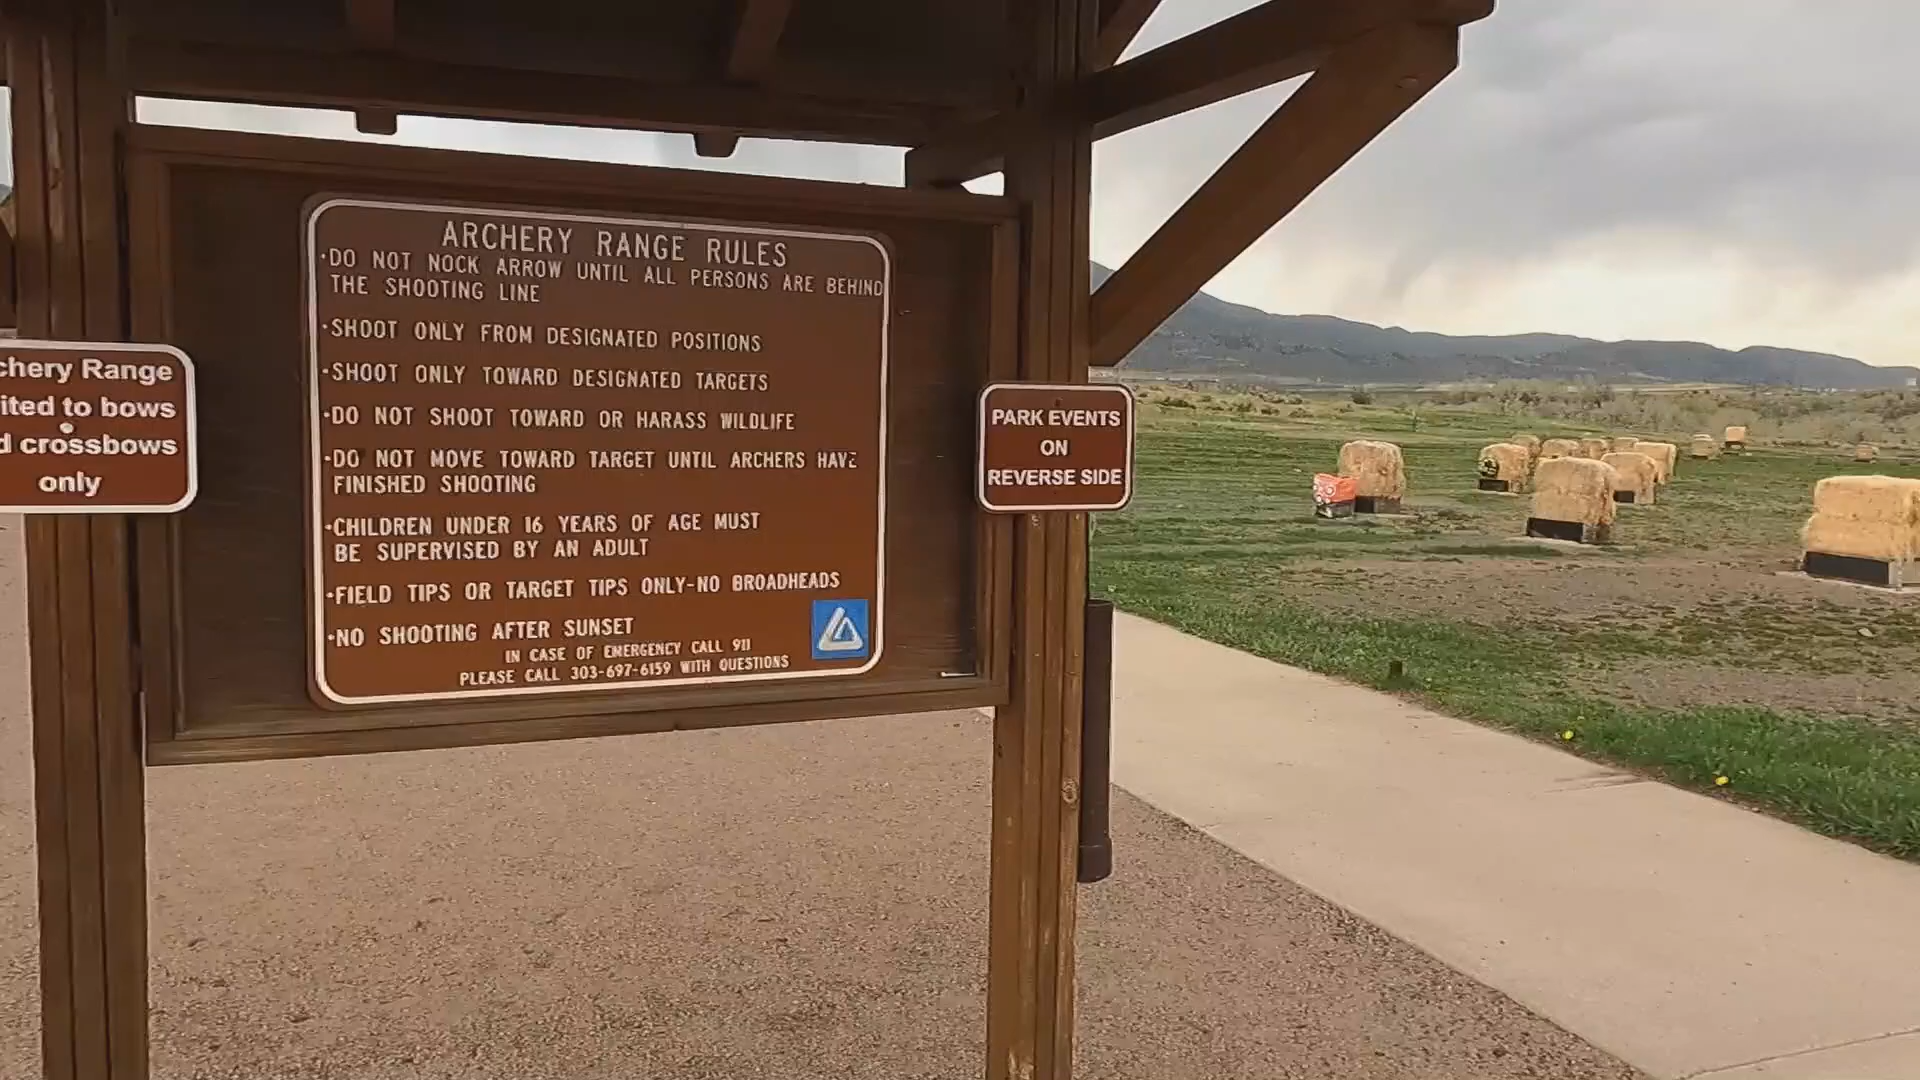 ARCHERY RANGE RULES
•DO NOT NOCK ARROW UNTIL ALL PERSONS ARE BEHIND
THE SHOOTING LINE
•SHOOT ONLY FROM DESIGNATED POSITIONS
•SHOOT ONLY TOWARD DESIGNATED TARGETS
•DO NOT SHOOT TOWARD OR HARASS WILDLIFE
•DO NOT MOVE TOWARD TARGET UNTIL ARCHERS HAVE
FINISHED SHOOTING
•CHILDREN UNDER 16 YEARS OF AGE MUST
BE SUPERVISED BY AN ADULT
•FIELD TIPS OR TARGET TIPS ONLY-NO BROADHEADS
•NO SHOOTING AFTER SUNSET
IN CASE OF EMERGENCY CALL 911
PLEASE CALL 303-697-6159 WITH QUESTIONS
chery Range
ited to bows
d crossbows
only
PARK EVENTS
ON
REVERSE SIDE